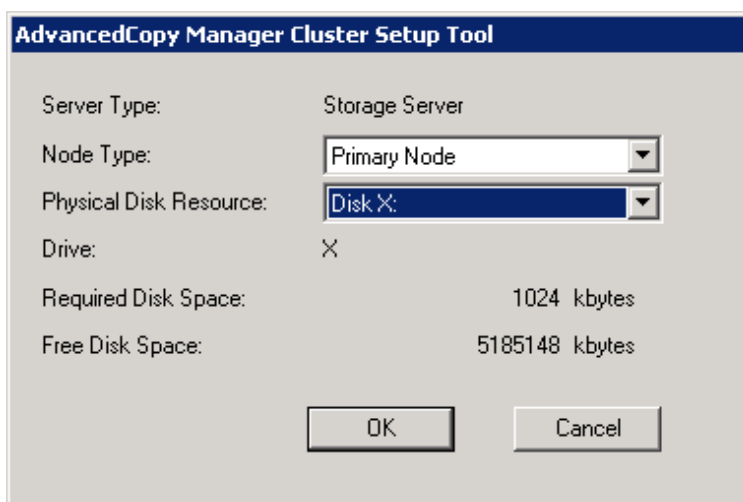 AdvancedCopy Manager Cluster Setup Tool
Server Type: Storage Server
Node Type: Primary Node
Physical Disk Resource: Disk X:
Drive: X
Required Disk Space: 1024 kbytes
Free Disk Space: 5185148 kbytes
OK Cancel